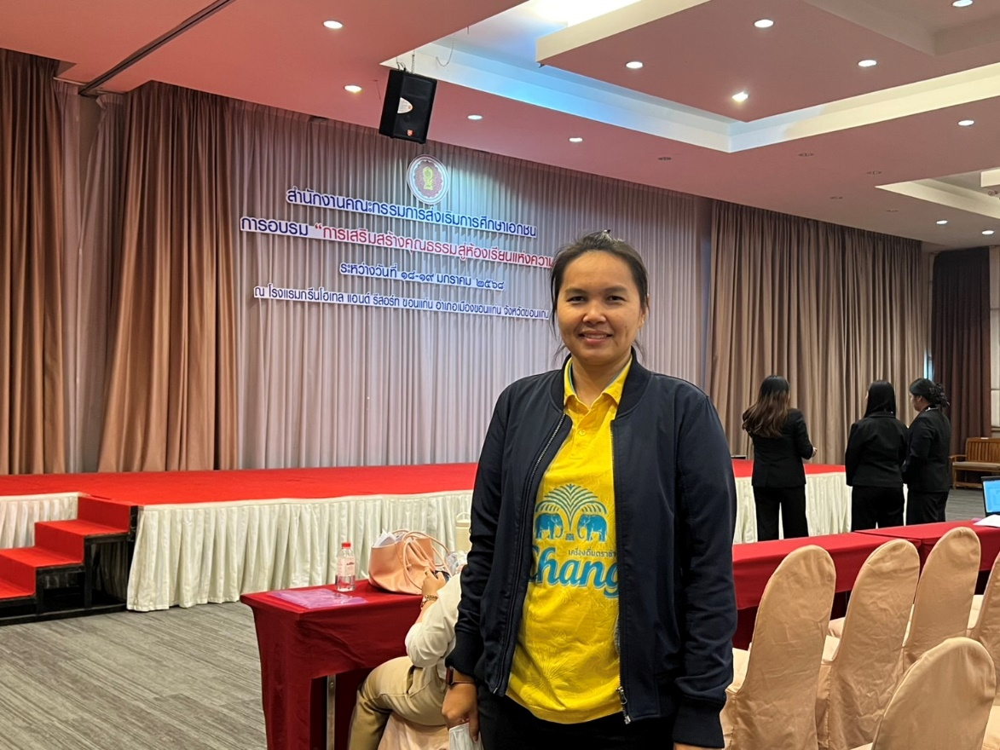 สำนักงานคณะกรรมการส่งเสริมการศึกษาเอกชน
การอบรม “การเสริมสร้างคุณธรรมสู่ห้องเรียนแห่งความ
ระหว่างวันที่ ๑๘-๑๙ มกราคม ๒๕๖๘
ณ โรงแรมกรีนโฮเทล แอนด์ รีสอร์ท ขอนแก่น อำเภอเมืองขอนแก่น จังหวัดขอนแก่น
เครื่องดื่มตราช้าง
Chang